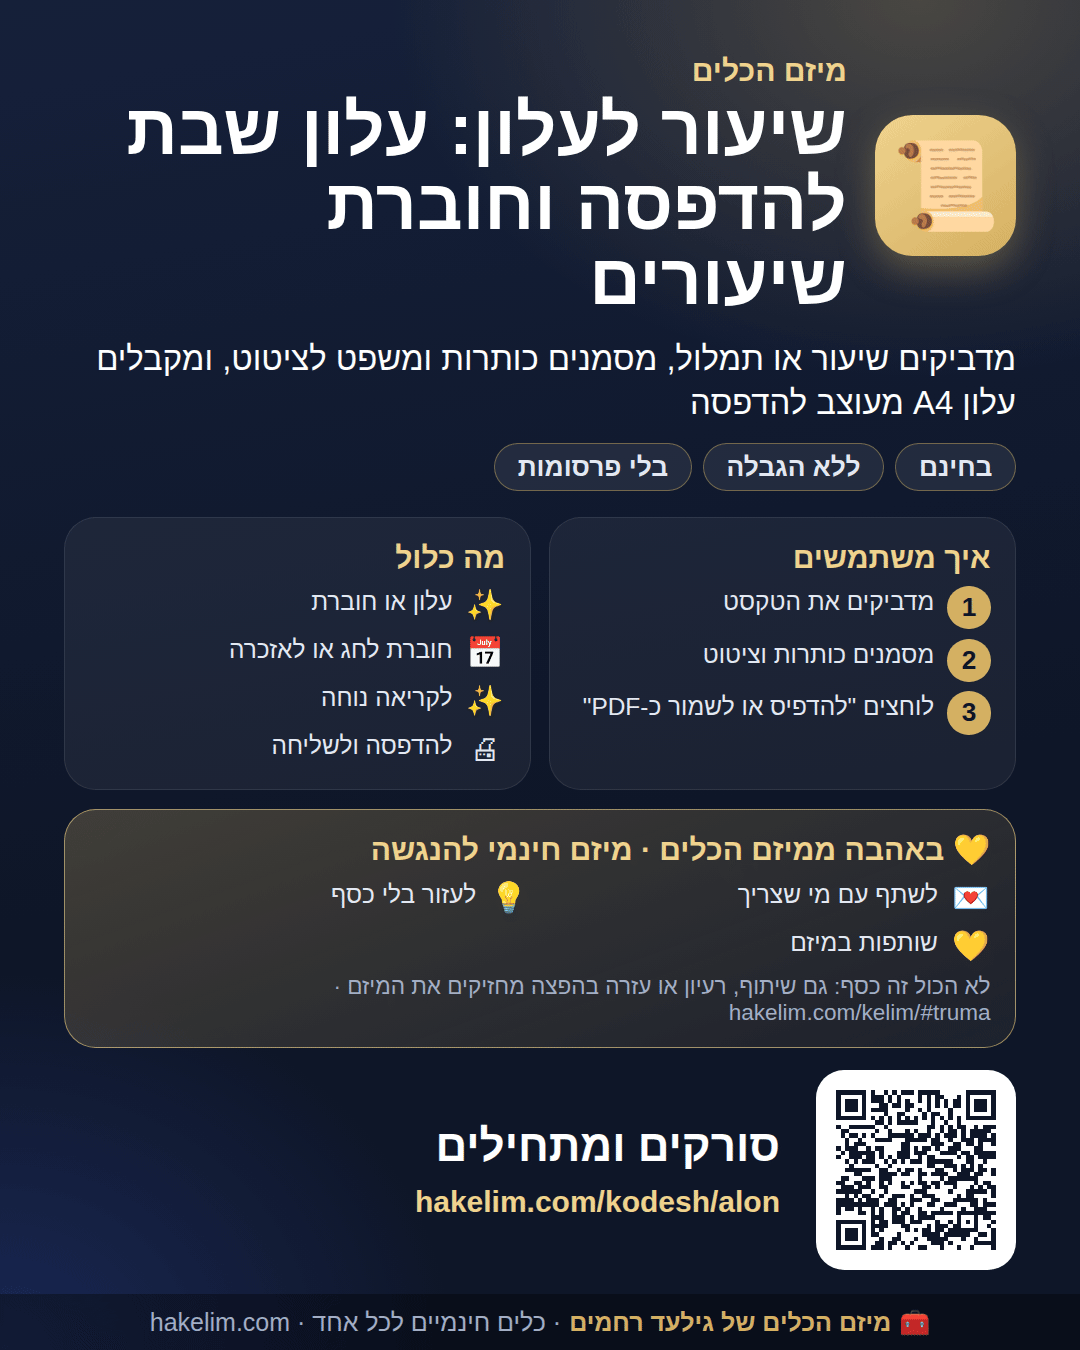 מיזם הכלים
שיעור לעלון: עלון שבת
להדפסה וחוברת
שיעורים
מדביקים שיעור או תמלול, מסמנים כותרות ומשפט לציטוט, ומקבלים
עלון A4 מעוצב להדפסה
בחינם
ללא הגבלה
בלי פרסומות
איך משתמשים
1 מדביקים את הטקסט
2 מסמנים כותרות וציטוט
3 לוחצים "להדפיס או לשמור כ-PDF"
מה כלול
עלון או חוברת
חוברת לחג או לאזכרה
לקריאה נוחה
להדפסה ולשליחה
באהבה ממיזם הכלים · מיזם חינמי להנגשה
לשתף עם מי שצריך
לעזור בלי כסף
שותפות במיזם
לא הכול זה כסף: גם שיתוף, רעיון או עזרה בהפצה מחזיקים את המיזם ·
hakelim.com/kelim/#truma
סורקים ומתחילים
hakelim.com/kodesh/alon
מיזם הכלים של גילעד רחמים · כלים חינמיים לכל אחד · hakelim.com